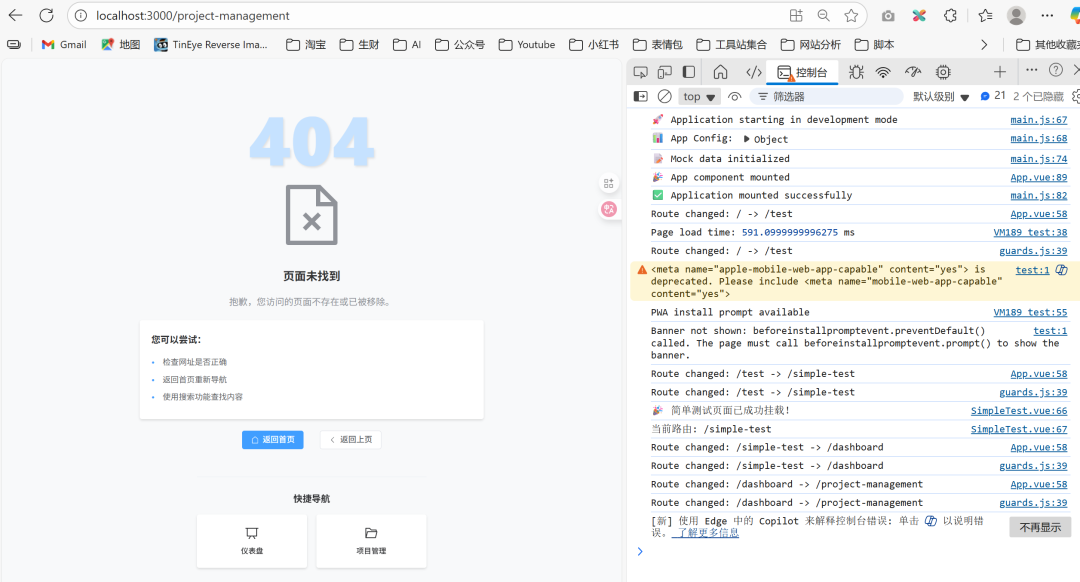 localhost:3000/project-management
Gmail 地图 TinEye Reverse Ima... 淘宝 生财 AI 公众号 Youtube 小红书 表情包 工具站集合 网站分析 脚本 其他收藏夹
404
页面未找到
抱歉，您访问的页面不存在或已被移除。
您可以尝试：
• 检查网址是否正确
• 返回首页重新导航
• 使用搜索功能查找内容
返回首页 返回上页
快捷导航
仪表盘 项目管理
控制台
top 筛选器 默认级别 21 2 个已隐藏
Application starting in development mode main.js:67
App Config: ▶ Object main.js:68
Mock data initialized main.js:74
App component mounted App.vue:89
Application mounted successfully main.js:82
Route changed: / -> /test App.vue:58
Page load time: 591.0999999996275 ms VM189 test:38
Route changed: / -> /test guards.js:39
<meta name="apple-mobile-web-app-capable" content="yes"> is test:1
deprecated. Please include <meta name="mobile-web-app-capable"
content="yes">
PWA install prompt available VM189 test:55
Banner not shown: beforeinstallpromptevent.preventDefault() test:1
called. The page must call beforeinstallpromptevent.prompt() to show the
banner.
Route changed: /test -> /simple-test App.vue:58
Route changed: /test -> /simple-test guards.js:39
简单测试页面已成功挂载! SimpleTest.vue:66
当前路由: /simple-test SimpleTest.vue:67
Route changed: /simple-test -> /dashboard App.vue:58
Route changed: /simple-test -> /dashboard guards.js:39
Route changed: /dashboard -> /project-management App.vue:58
Route changed: /dashboard -> /project-management guards.js:39
[新] 使用 Edge 中的 Copilot 来解释控制台错误: 单击 以说明错
误。 了解更多信息
不再显示